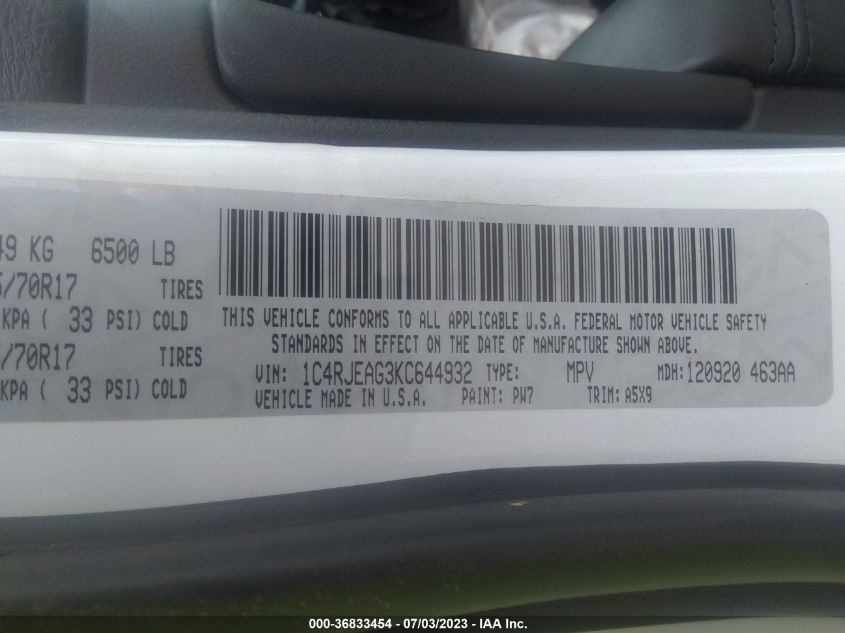 49 KG 6500 LB
/70R17 TIRES
KPA ( 33 PSI) COLD
/70R17 TIRES
KPA ( 33 PSI) COLD
THIS VEHICLE CONFORMS TO ALL APPLICABLE U.S.A. FEDERAL MOTOR VEHICLE SAFETY
STANDARDS IN EFFECT ON THE DATE OF MANUFACTURE SHOWN ABOVE.
VIN: 1C4RJEAG3KC644932 TYPE: MPV MDH: 120920 463AA
VEHICLE MADE IN U.S.A. PAINT: PW7 TRIM: A5X9
000-36833454 - 07/03/2023 - IAA Inc.